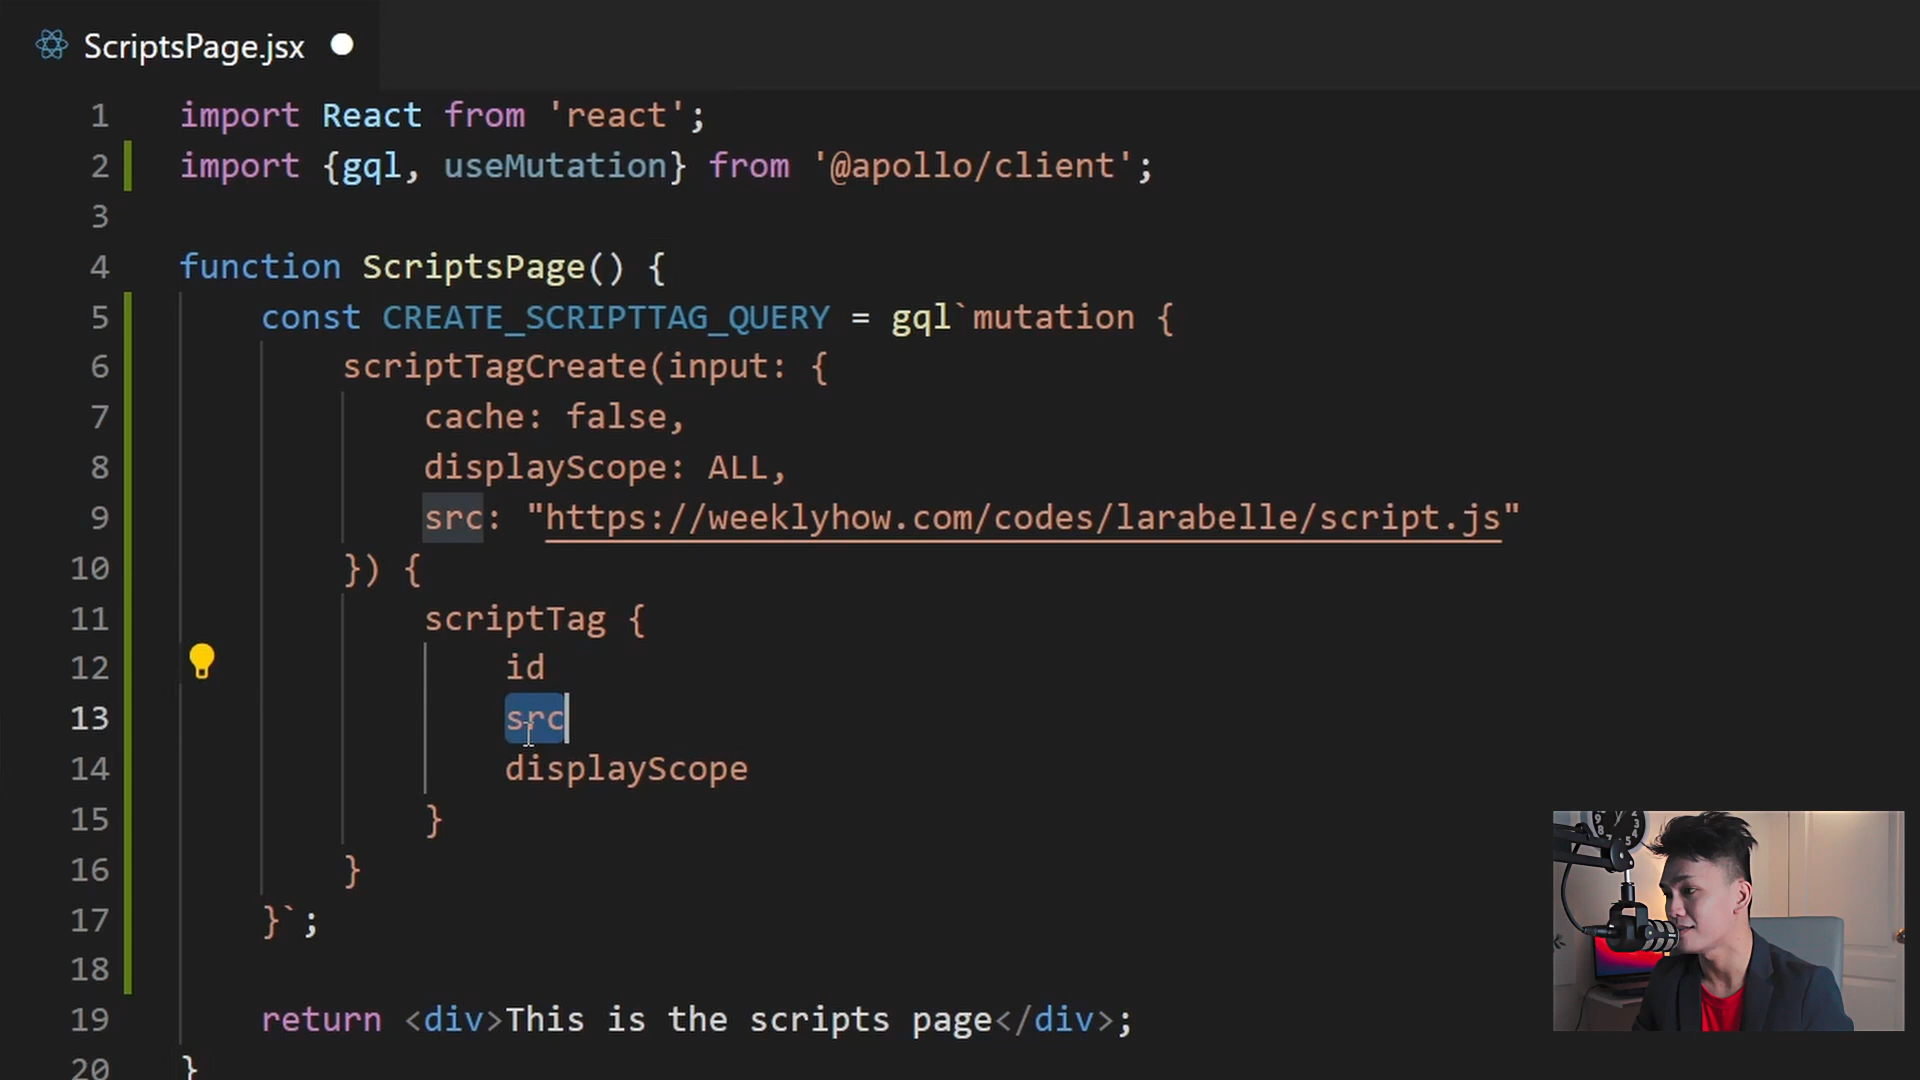 ScriptsPage.jsx
1 import React from 'react';
2 import {gql, useMutation} from '@apollo/client';
3
4 function ScriptsPage() {
5 const CREATE_SCRIPTTAG_QUERY = gql`mutation {
6 scriptTagCreate(input: {
7 cache: false,
8 displayScope: ALL,
9 src: "https://weeklyhow.com/codes/larabelle/script.js"
10 }) {
11 scriptTag {
12 id
13 src
14 displayScope
15 }
16 }
17 }`;
18
19 return <div>This is the scripts page</div>;
20 }